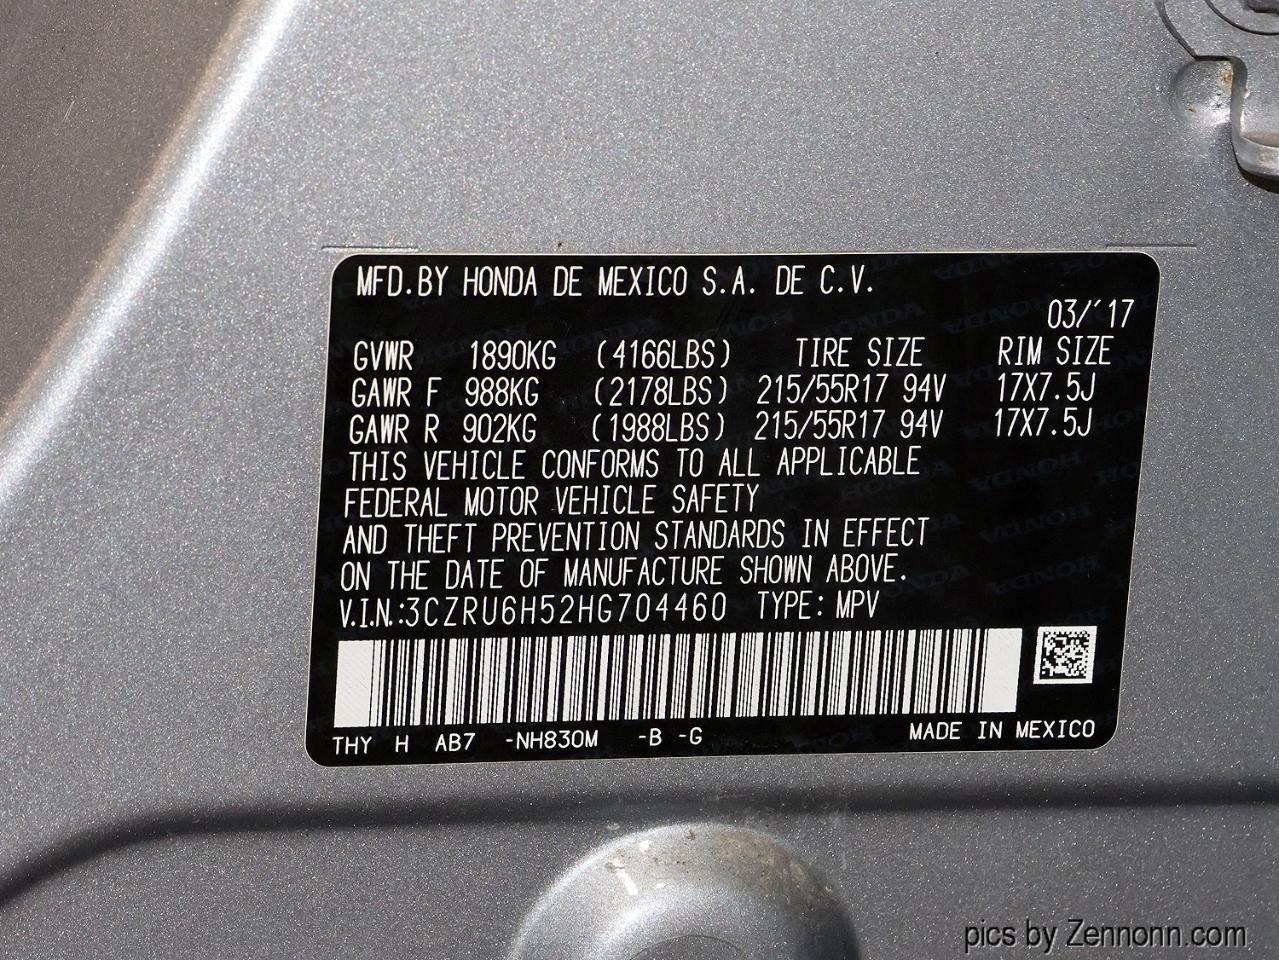 MFD.BY HONDA DE MEXICO S.A. DE C.V.
03/'17
GVWR 1890KG (4166LBS) TIRE SIZE RIM SIZE
GAWR F 988KG (2178LBS) 215/55R17 94V 17X7.5J
GAWR R 902KG (1988LBS) 215/55R17 94V 17X7.5J
THIS VEHICLE CONFORMS TO ALL APPLICABLE
FEDERAL MOTOR VEHICLE SAFETY
AND THEFT PREVENTION STANDARDS IN EFFECT
ON THE DATE OF MANUFACTURE SHOWN ABOVE.
V.I.N.:3CZRU6H52HG704460 TYPE: MPV
THY H AB7 -NH830M -B -G MADE IN MEXICO
pics by Zennonn.com